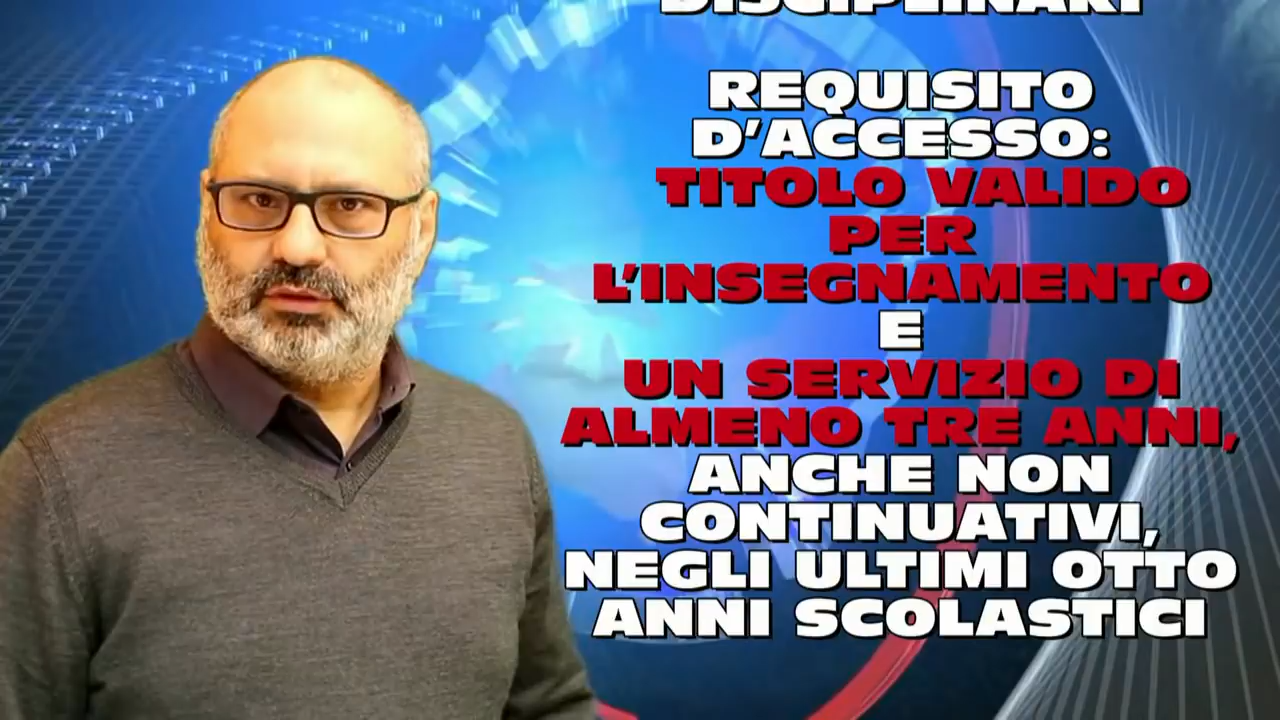 DISCIPLINARI
REQUISITO
D'ACCESSO:
TITOLO VALIDO
PER
L'INSEGNAMENTO
E
UN SERVIZIO DI
ALMENO TRE ANNI,
ANCHE NON
CONTINUATIVI,
NEGLI ULTIMI OTTO
ANNI SCOLASTICI